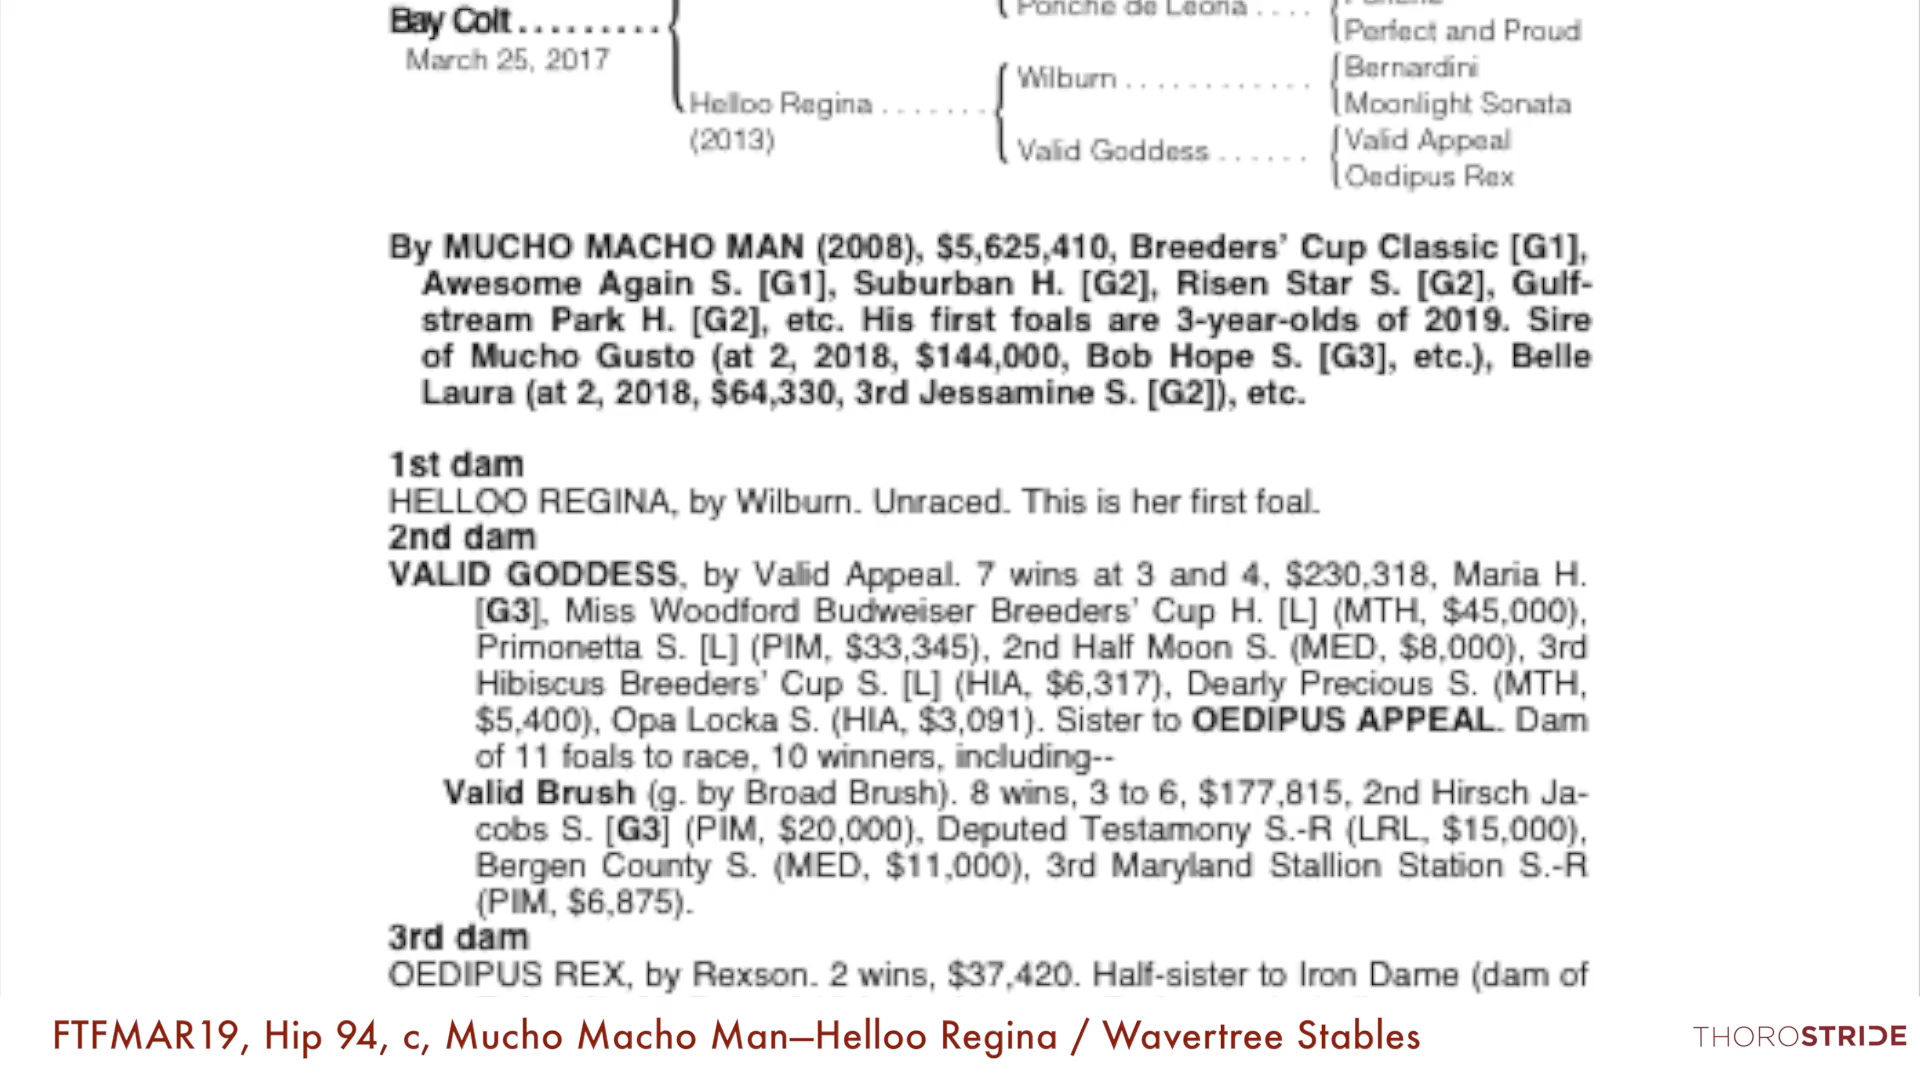 Ponche de Leona ....
Bay Colt.........
Perfect and Proud
March 25, 2017
Bernardini
Wilburn ............
Helloo Regina .......
Moonlight Sonata
(2013)
Valid Appeal
Valid Goddess ......
Oedipus Rex
By MUCHO MACHO MAN (2008), $5,625,410, Breeders' Cup Classic [G1],
Awesome Again S. [G1], Suburban H. [G2], Risen Star S. [G2], Gulf-
stream Park H. [G2], etc. His first foals are 3-year-olds of 2019. Sire
of Mucho Gusto (at 2, 2018, $144,000, Bob Hope S. [G3], etc.), Belle
Laura (at 2, 2018, $64,330, 3rd Jessamine S. [G2]), etc.
1st dam
HELLOO REGINA, by Wilburn. Unraced. This is her first foal.
2nd dam
VALID GODDESS, by Valid Appeal. 7 wins at 3 and 4, $230,318, Maria H.
[G3], Miss Woodford Budweiser Breeders' Cup H. [L] (MTH, $45,000),
Primonetta S. [L] (PIM, $33,345), 2nd Half Moon S. (MED, $8,000), 3rd
Hibiscus Breeders' Cup S. [L] (HIA, $6,317), Dearly Precious S. (MTH,
$5,400), Opa Locka S. (HIA, $3,091). Sister to OEDIPUS APPEAL. Dam
of 11 foals to race, 10 winners, including--
Valid Brush (g. by Broad Brush). 8 wins, 3 to 6, $177,815, 2nd Hirsch Ja-
cobs S. [G3] (PIM, $20,000), Deputed Testamony S.-R (LRL, $15,000),
Bergen County S. (MED, $11,000), 3rd Maryland Stallion Station S.-R
(PIM, $6,875).
3rd dam
OEDIPUS REX, by Rexson. 2 wins, $37,420. Half-sister to Iron Dame (dam of
FTFMAR19, Hip 94, c, Mucho Macho Man—Helloo Regina / Wavertree Stables
THOROSTRIDE